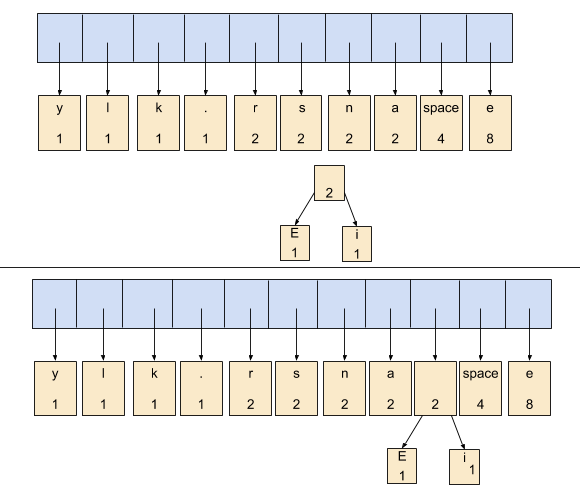 y l k . r s n a space e
1 1 1 1 2 2 2 2 4 8
2
E i
1 1
y l k . r s n a space e
1 1 1 1 2 2 2 2 2 4 8
E i
1 1